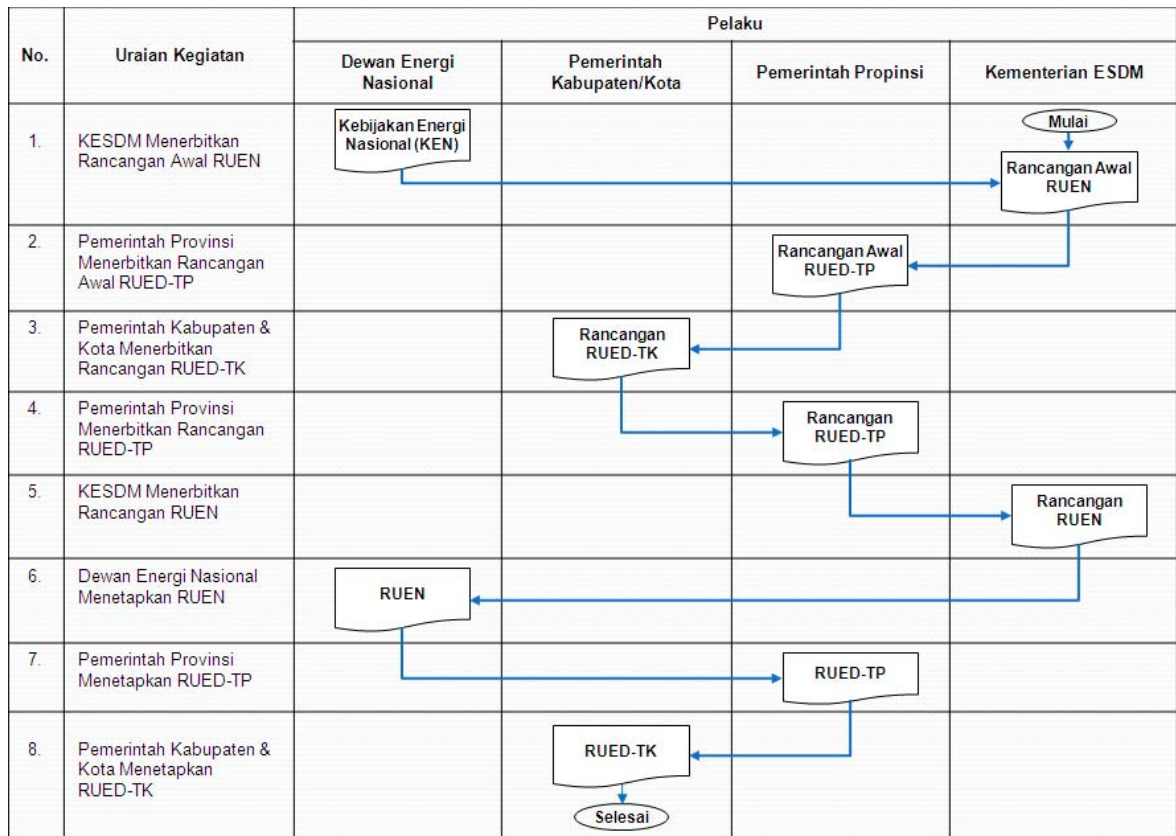 Pelaku
No.
Uraian Kegiatan
Dewan Energi
Nasional
Pemerintah
Kabupaten/Kota
Pemerintah Propinsi
Kementerian ESDM
1.
KESDM Menerbitkan
Rancangan Awal RUEN
Kebijakan Energi
Nasional (KEN)
Mulai
Rancangan Awal
RUEN
2.
Pemerintah Provinsi
Menerbitkan Rancangan
Awal RUED-TP
Rancangan Awal
RUED-TP
3.
Pemerintah Kabupaten &
Kota Menerbitkan
Rancangan RUED-TK
Rancangan
RUED-TK
4.
Pemerintah Provinsi
Menerbitkan Rancangan
RUED-TP
Rancangan
RUED-TP
5.
KESDM Menerbitkan
Rancangan RUEN
Rancangan
RUEN
6.
Dewan Energi Nasional
Menetapkan RUEN
RUEN
7.
Pemerintah Provinsi
Menetapkan RUED-TP
RUED-TP
8.
Pemerintah Kabupaten &
Kota Menetapkan
RUED-TK
RUED-TK
Selesai